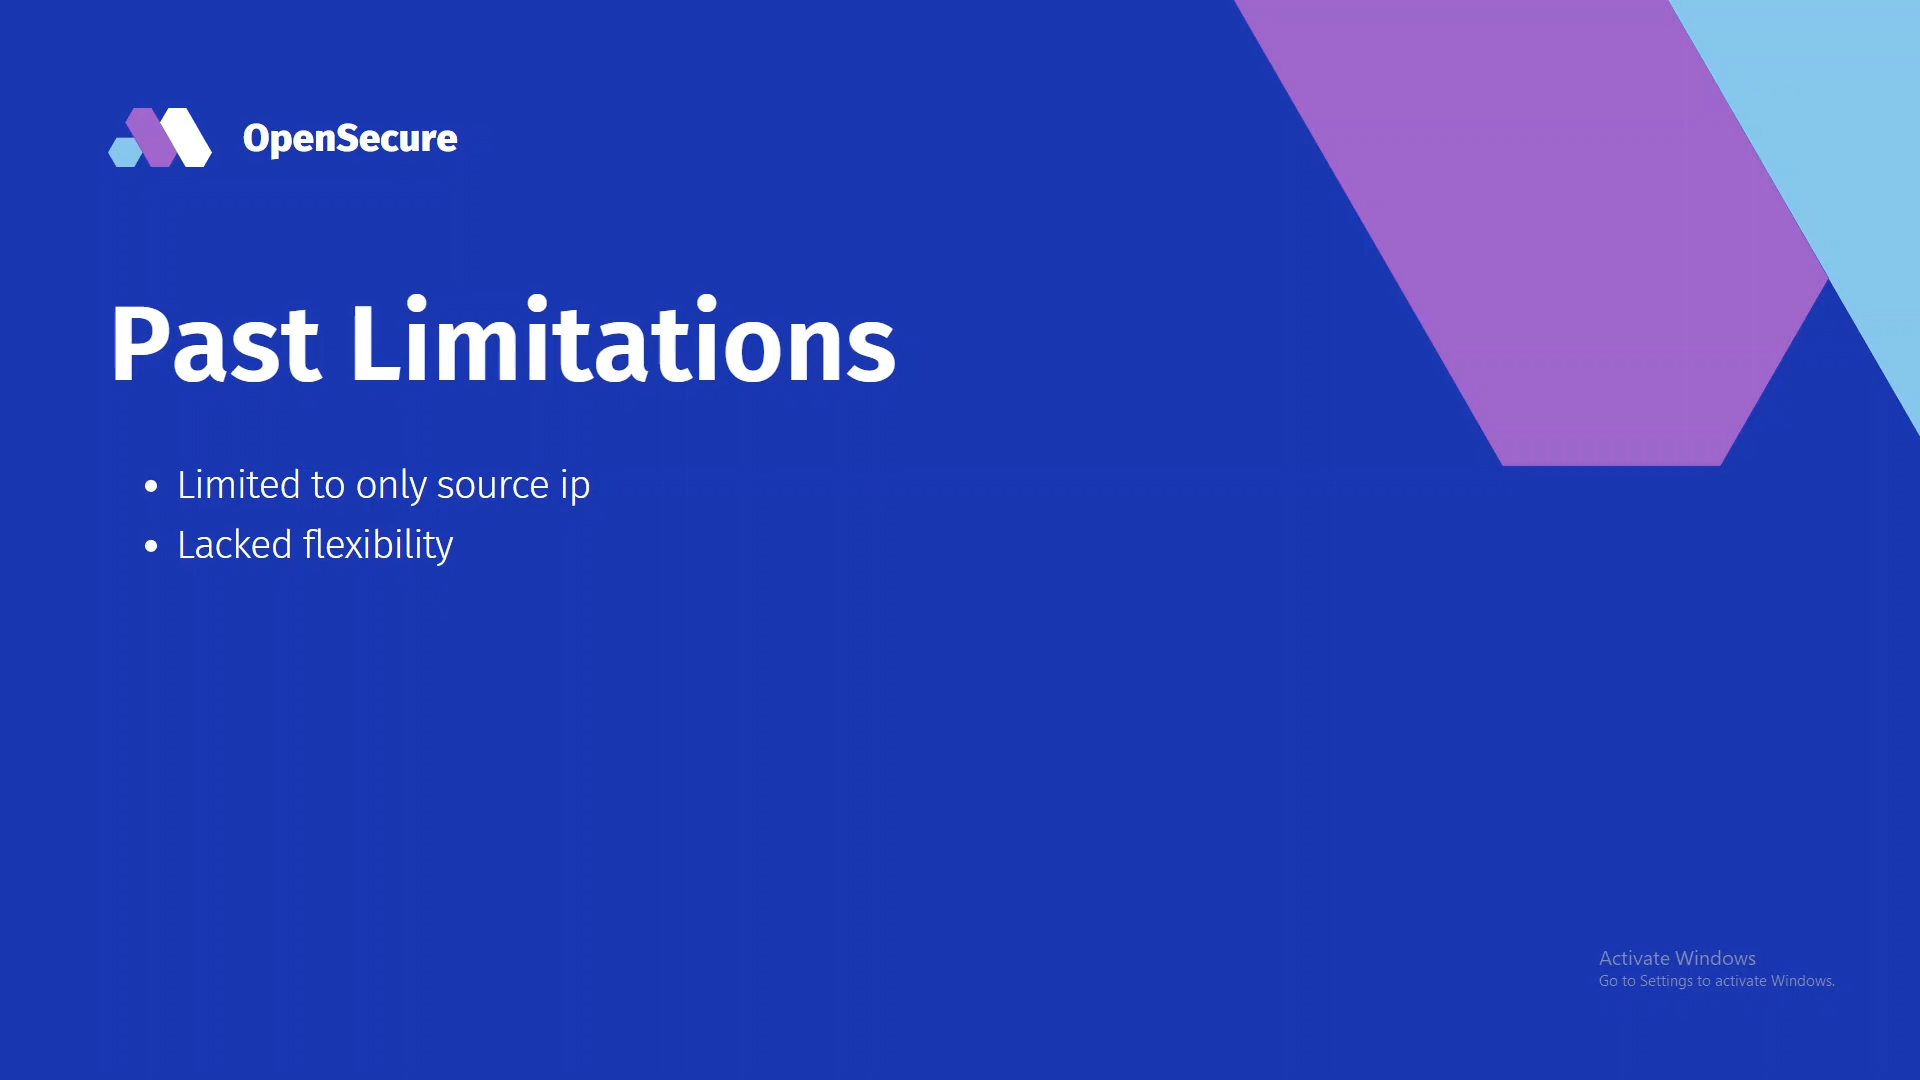 OpenSecure
Past Limitations
Limited to only source ip
Lacked flexibility
Activate Windows
Go to Settings to activate Windows.